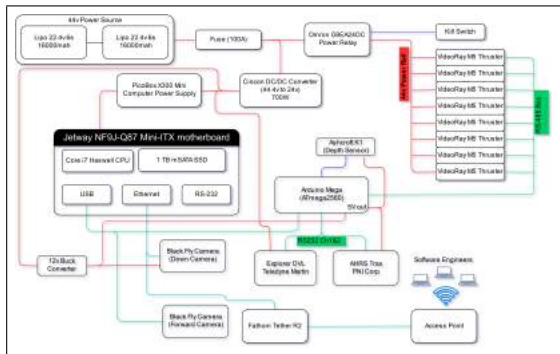 44v Power Source
Lipo 22.4v 6s
16000mah
Lipo 22.4v 6s
16000mah
Fuse (100A)
Omron G9EA24DC
Power Relay
Kill Switch
PicoBox X300 Mini
Computer Power Supply
Cincon DC/DC Converter
(44.4v to 24v)
700W
44v Power Rail
RS-485 Bus
VideoRay M5 Thruster
VideoRay M5 Thruster
VideoRay M5 Thruster
VideoRay M5 Thruster
VideoRay M5 Thruster
VideoRay M5 Thruster
VideoRay M5 Thruster
VideoRay M5 Thruster
Jetway NF9J-Q87 Mini-ITX motherboard
Core i7 Haswell CPU
1 TB mSATA SSD
USB
Ethernet
RS-232
(Depth Sensor)
Arduino Mega
(ATmega2560)
5V out
RS232 Ch1&2
12v Buck
Converter
Black Fly Camera
(Down Camera)
Explorer DVL
Teledyne Martin
AHRS Trax
PNI Corp
Software Engineers
Black Fly Camera
(Forward Camera)
Fathom Tether R2
Access Point